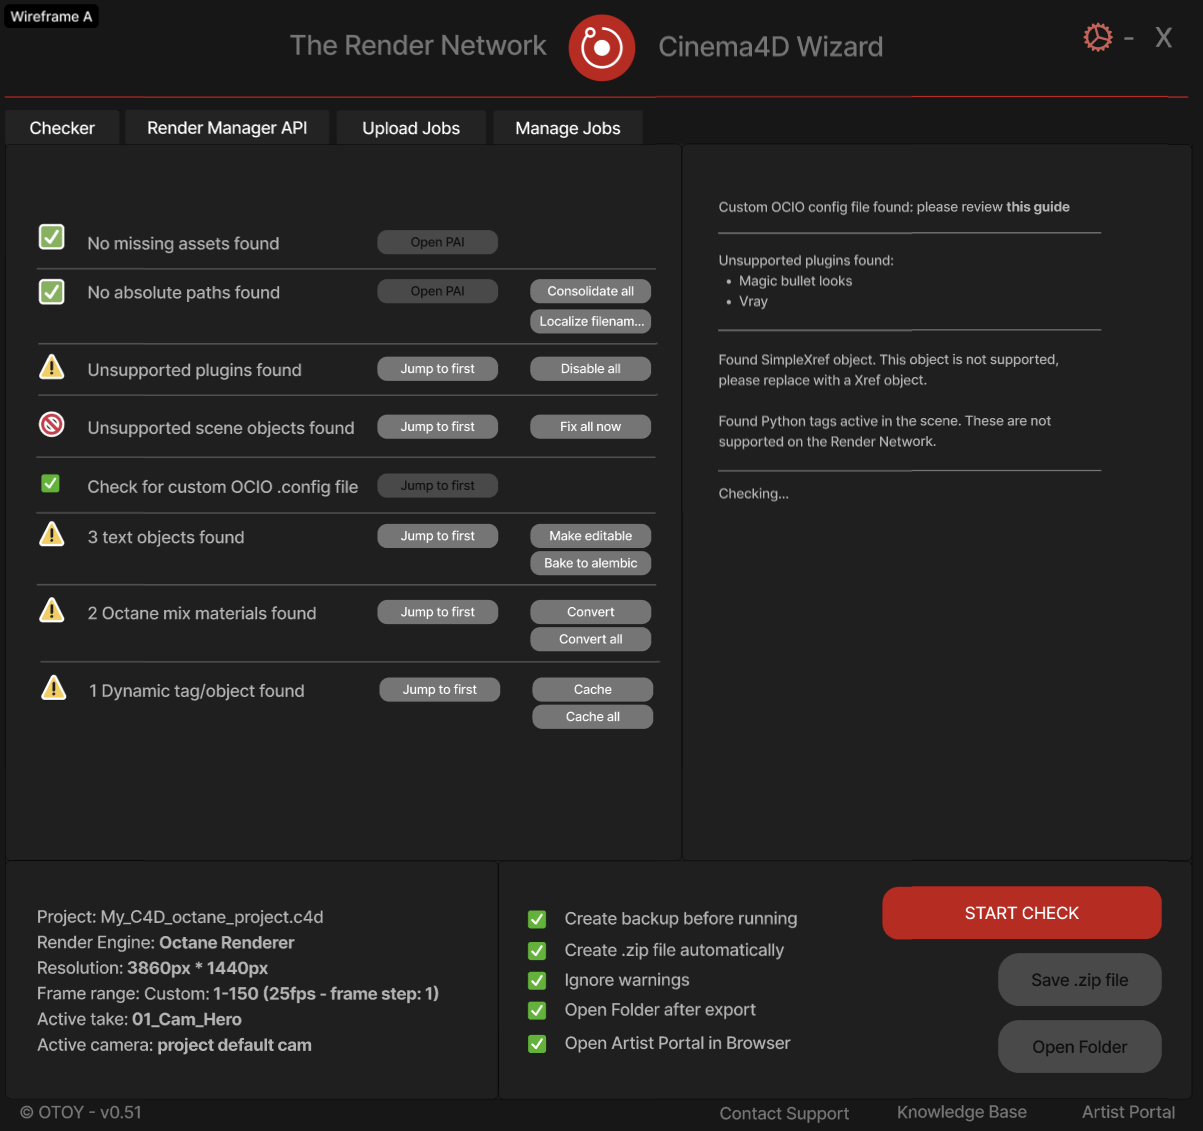 Wireframe A
The Render Network
Cinema4D Wizard
- X
Checker
Render Manager API
Upload Jobs
Manage Jobs
No missing assets found
Open PAI
No absolute paths found
Open PAI
Consolidate all
Localize filenam...
Unsupported plugins found
Jump to first
Disable all
Unsupported scene objects found
Jump to first
Fix all now
Check for custom OCIO .config file
Jump to first
3 text objects found
Jump to first
Make editable
Bake to alembic
2 Octane mix materials found
Jump to first
Convert
Convert all
1 Dynamic tag/object found
Jump to first
Cache
Cache all
Custom OCIO config file found: please review this guide
Unsupported plugins found:
• Magic bullet looks
• Vray
Found SimpleXref object. This object is not supported,
please replace with a Xref object.
Found Python tags active in the scene. These are not
supported on the Render Network.
Checking...
Project: My_C4D_octane_project.c4d
Render Engine: Octane Renderer
Resolution: 3860px * 1440px
Frame range: Custom: 1-150 (25fps - frame step: 1)
Active take: 01_Cam_Hero
Active camera: project default cam
Create backup before running
Create .zip file automatically
Ignore warnings
Open Folder after export
Open Artist Portal in Browser
START CHECK
Save .zip file
Open Folder
© OTOY - v0.51
Contact Support
Knowledge Base
Artist Portal